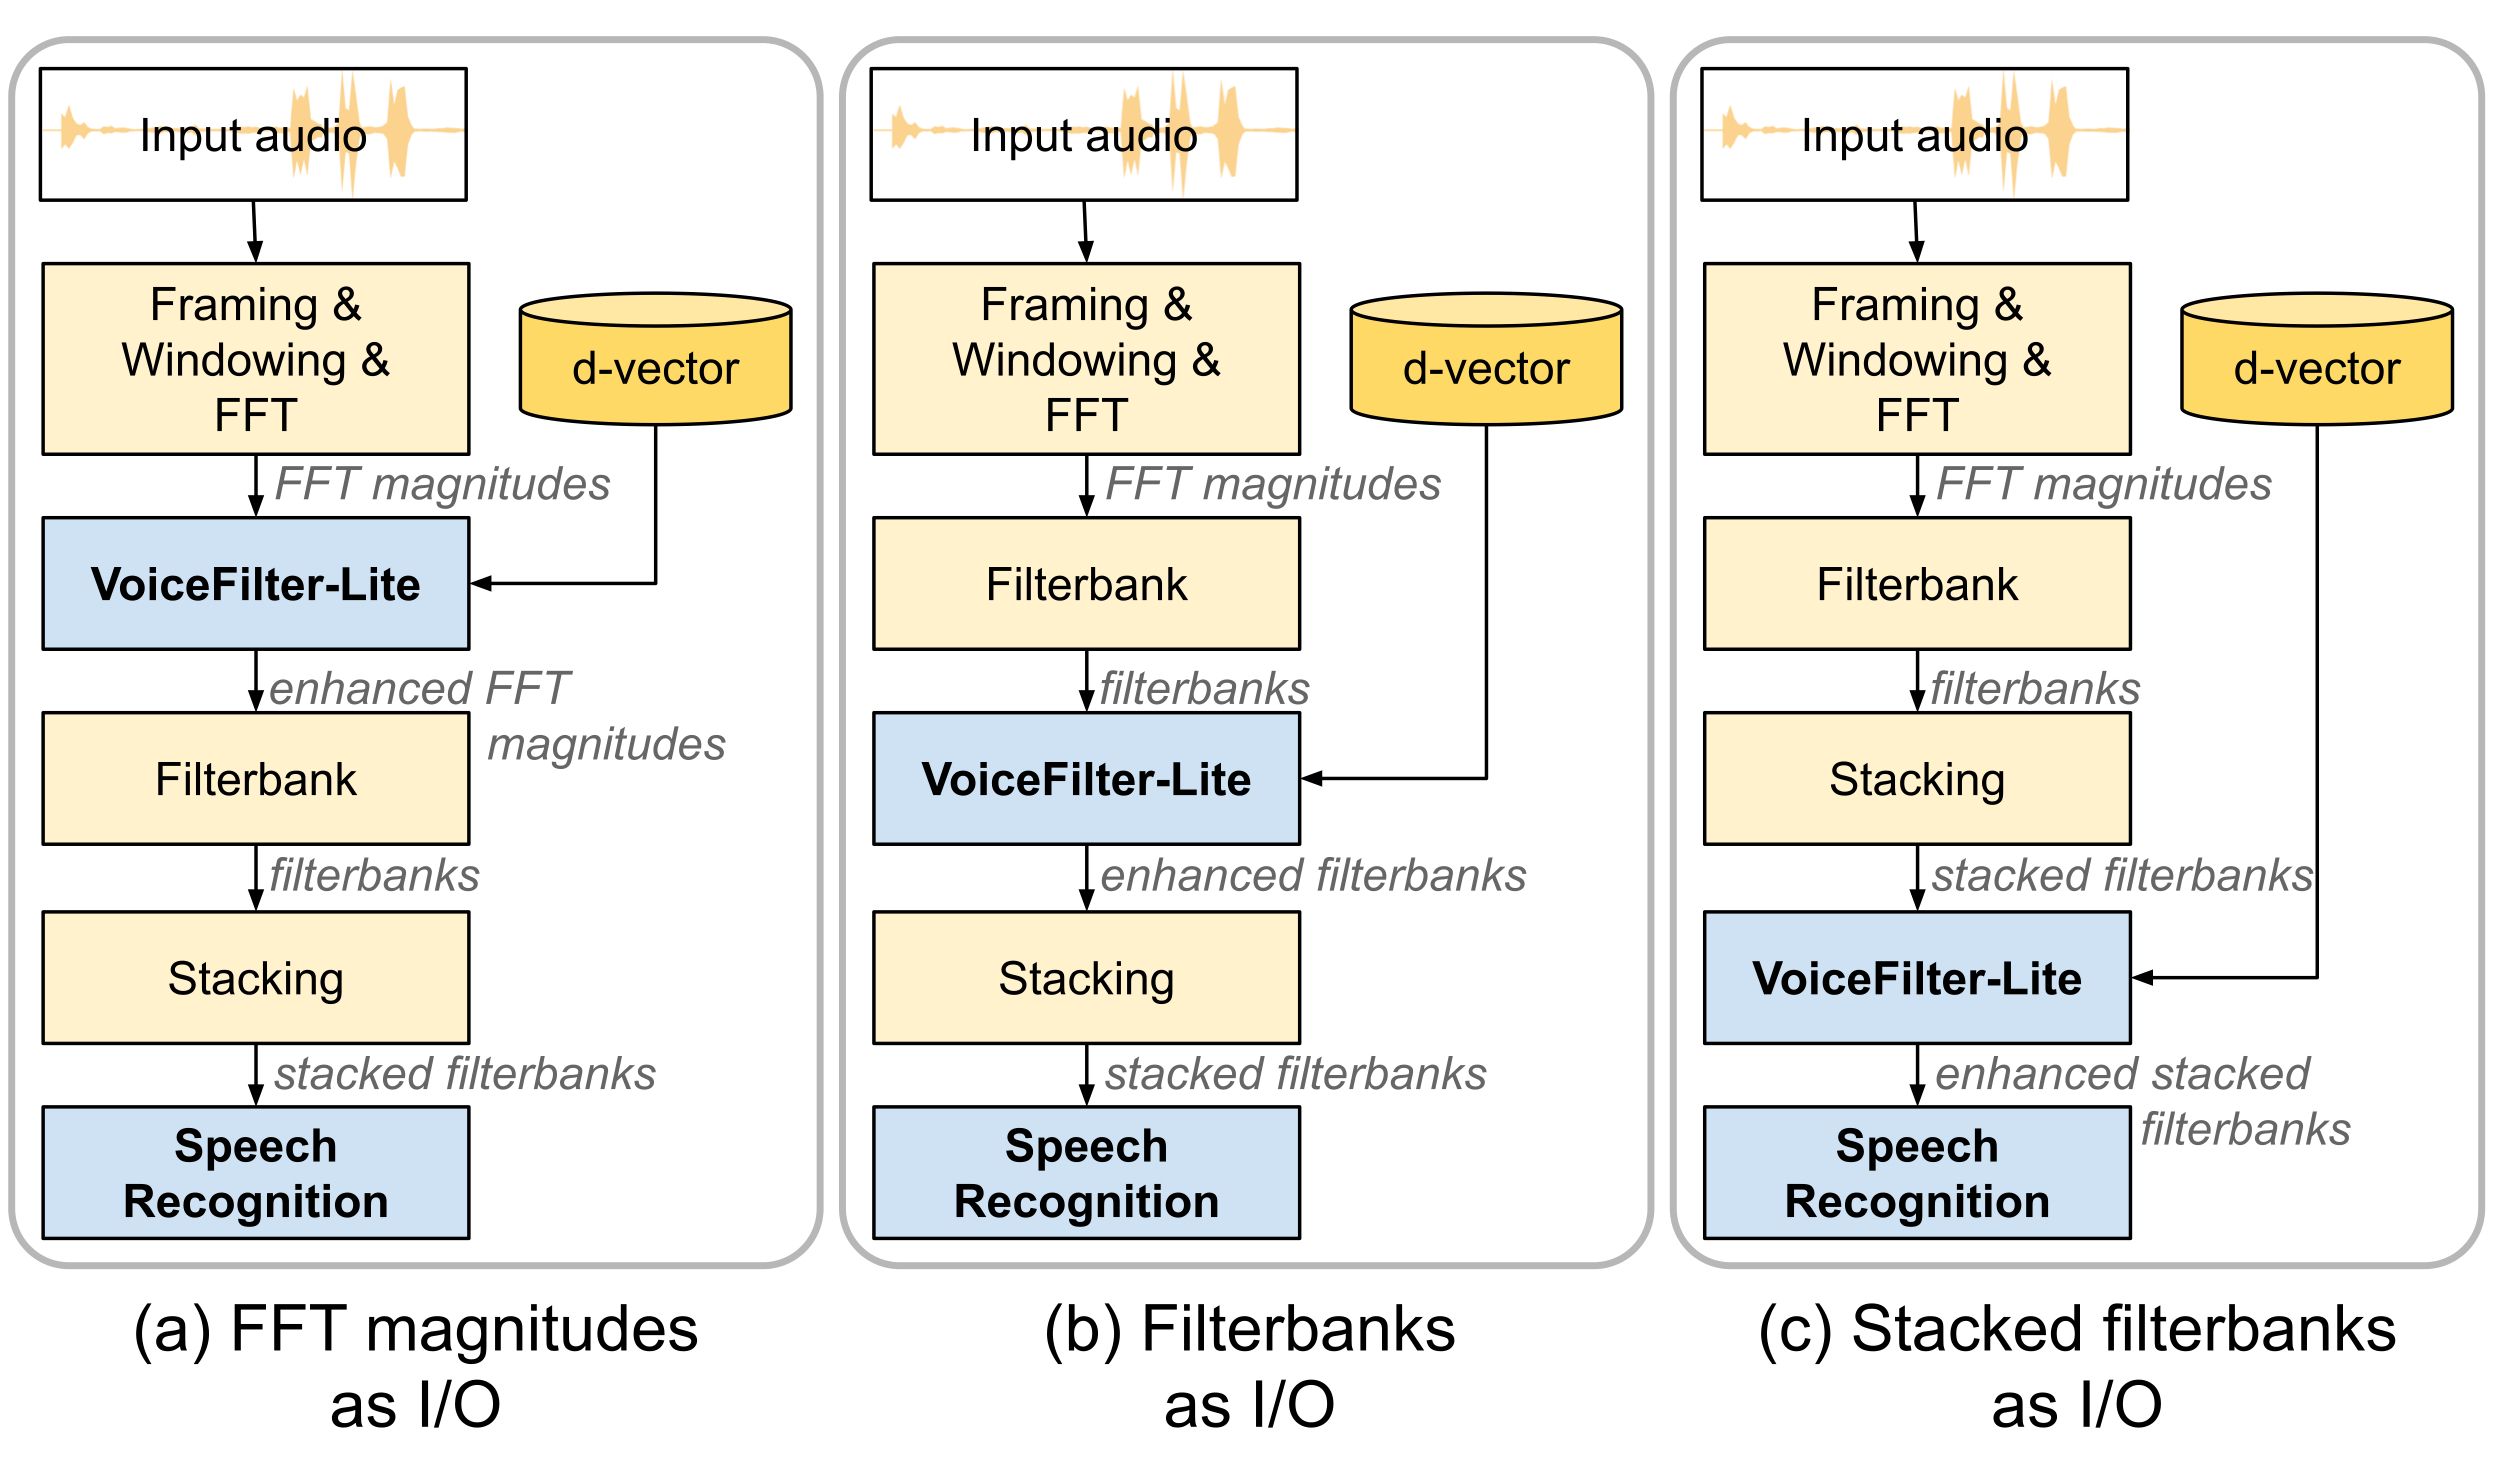 Input audio
Framing &
Windowing &
FFT
d-vector
FFT magnitudes
VoiceFilter-Lite
enhanced FFT
magnitudes
Filterbank
filterbanks
Stacking
stacked filterbanks
Speech
Recognition
(a) FFT magnitudes
as I/O
Input audio
Framing &
Windowing &
FFT
d-vector
FFT magnitudes
Filterbank
filterbanks
VoiceFilter-Lite
enhanced filterbanks
Stacking
stacked filterbanks
Speech
Recognition
(b) Filterbanks
as I/O
Input audio
Framing &
Windowing &
FFT
d-vector
FFT magnitudes
Filterbank
filterbanks
Stacking
stacked filterbanks
VoiceFilter-Lite
enhanced stacked
filterbanks
Speech
Recognition
(c) Stacked filterbanks
as I/O